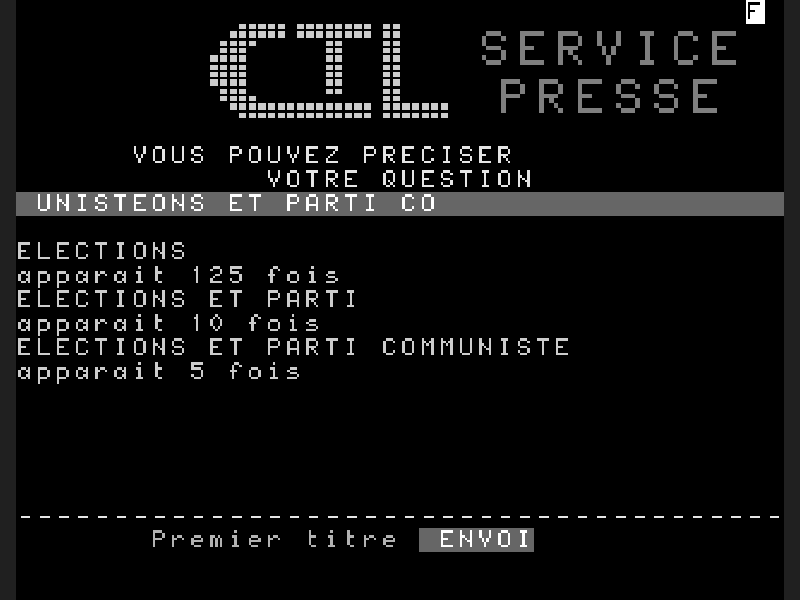 F
CTL SERVICE
PRESSE
VOUS POUVEZ PRECISER
VOTRE QUESTION
UNISTEONS ET PARTI CO
ELECTIONS
apparait 125 fois
ELECTIONS ET PARTI
apparait 10 fois
ELECTIONS ET PARTI COMMUNISTE
apparait 5 fois
Premier titre ENVOI